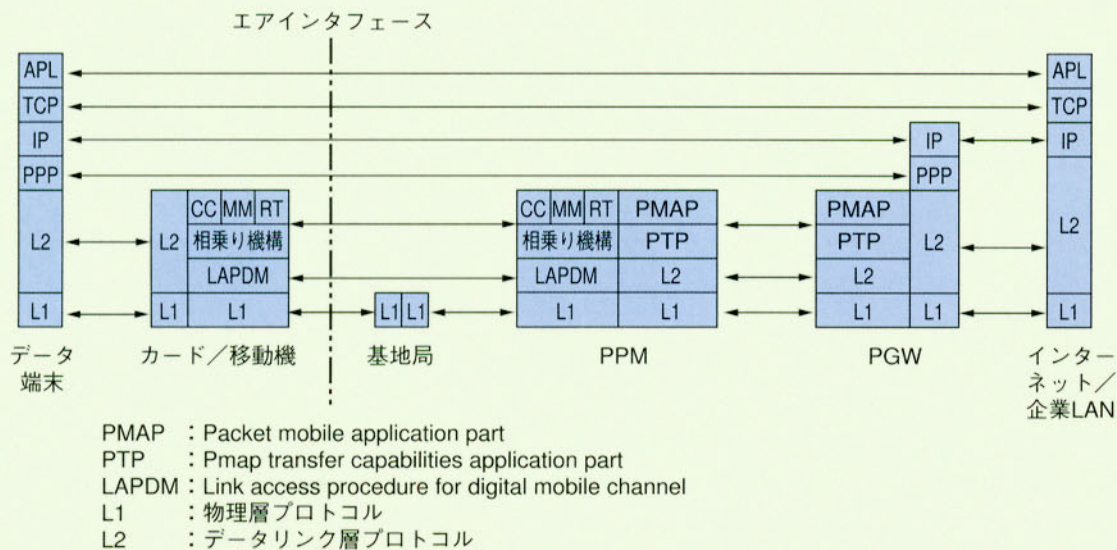 エアインタフェース
APL
APL
TCP
TCP
IP
IP
IP
PPP
PPP
CC MM RT
CC MM RT
PMAP
PMAP
L2
L2
相乗り機構
相乗り機構
PTP
PTP
L2
L2
LAPDM
LAPDM
L2
L2
L1
L1
L1
L1
L1
L1
L1
L1
L1
L1
データ
端末
カード／移動機
基地局
PPM
PGW
インター
ネット／
企業LAN
PMAP ：Packet mobile application part
PTP ：Pmap transfer capabilities application part
LAPDM：Link access procedure for digital mobile channel
L1 ：物理層プロトコル
L2 ：データリンク層プロトコル